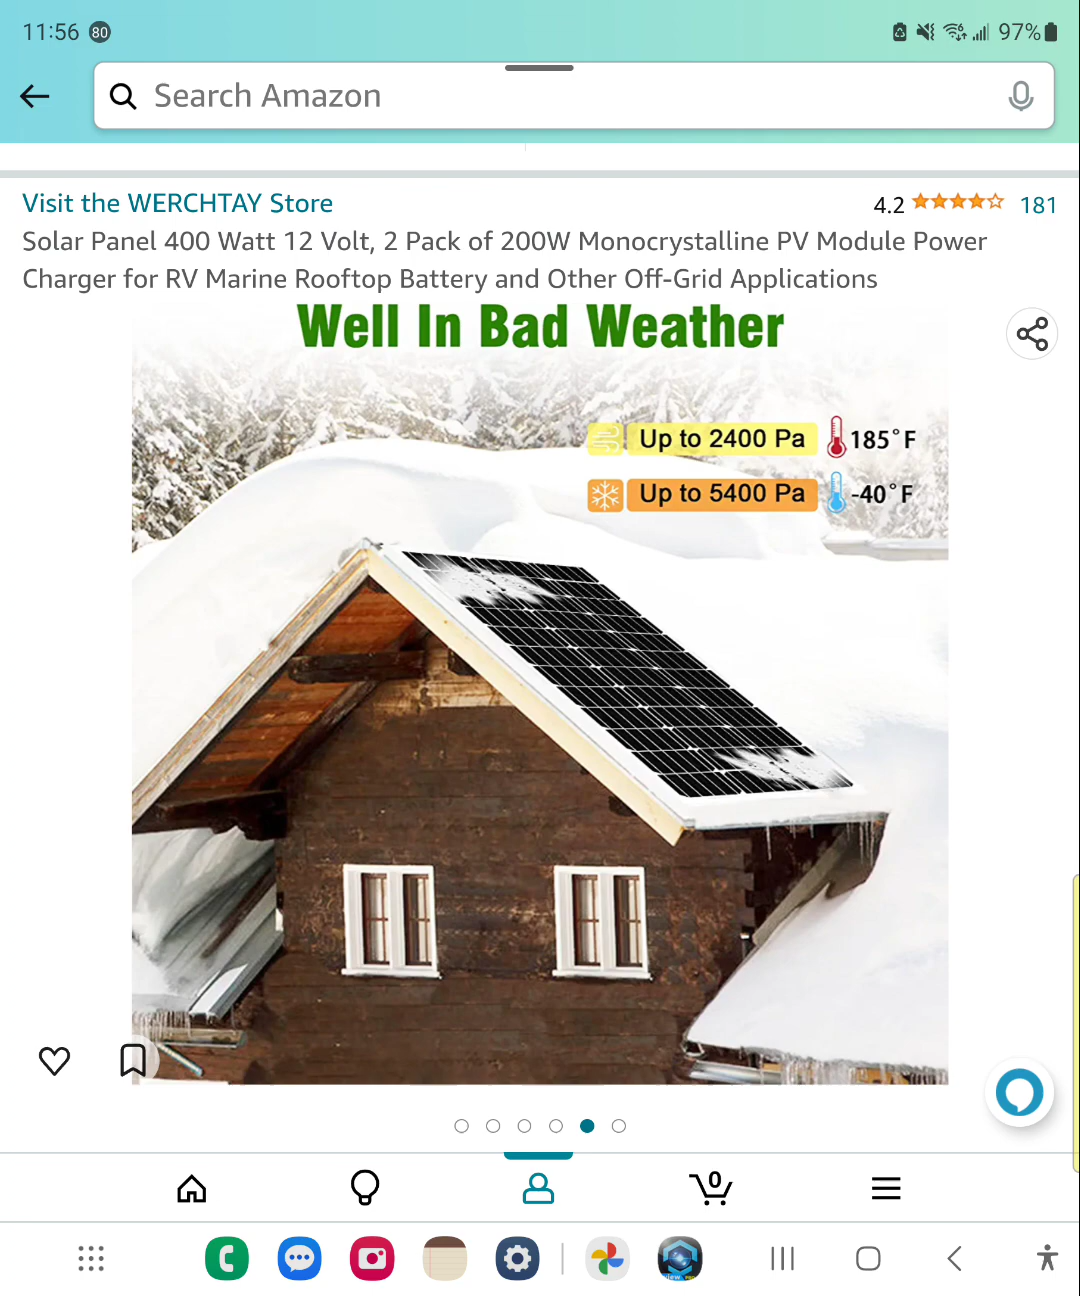 11:56 80 97%
Search Amazon
Visit the WERCHTAY Store 4.2 181
Solar Panel 400 Watt 12 Volt, 2 Pack of 200W Monocrystalline PV Module Power
Charger for RV Marine Rooftop Battery and Other Off-Grid Applications
Well In Bad Weather
Up to 2400 Pa 185°F
Up to 5400 Pa -40°F
0